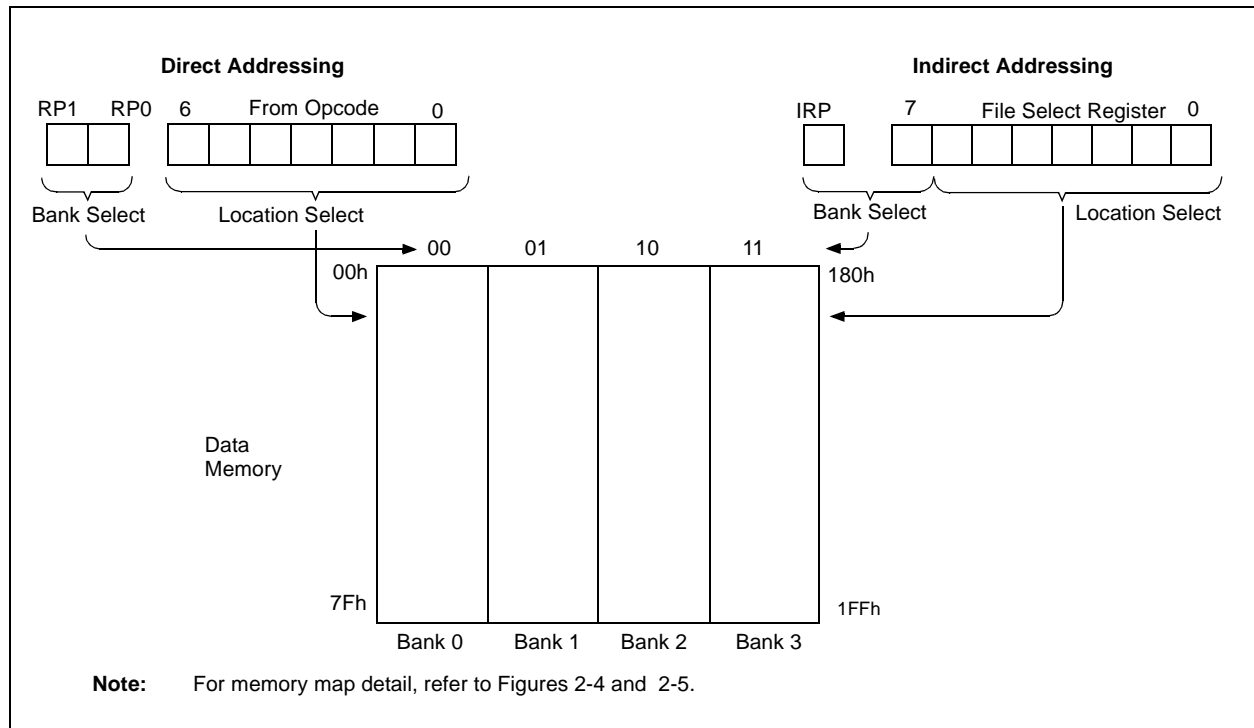 Direct Addressing
Indirect Addressing
RP1 RP0 6 From Opcode 0
IRP 7 File Select Register 0
Bank Select Location Select
Bank Select Location Select
00 01 10 11
00h 180h
Data
Memory
7Fh 1FFh
Bank 0 Bank 1 Bank 2 Bank 3
Note: For memory map detail, refer to Figures 2-4 and 2-5.